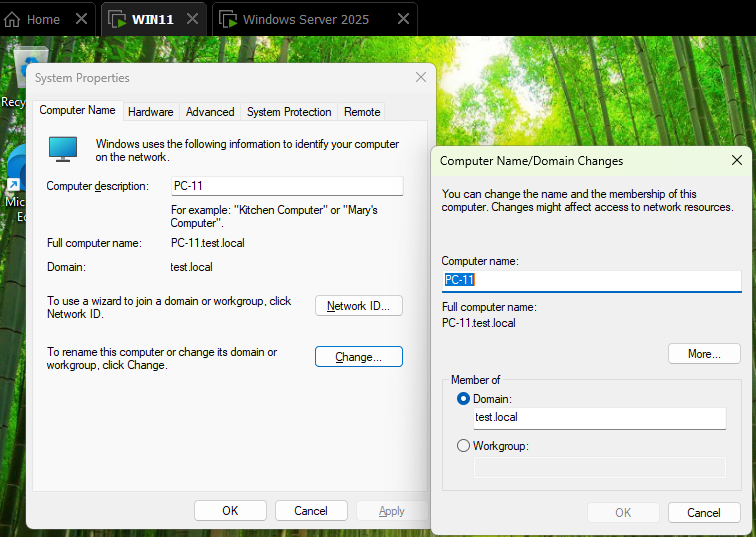 Home
WIN11
Windows Server 2025
System Properties
Computer Name
Hardware
Advanced
System Protection
Remote
Windows uses the following information to identify your computer
on the network.
Computer description:
PC-11
For example: "Kitchen Computer" or "Mary's
Computer".
Full computer name:
PC-11.test.local
Domain:
test.local
To use a wizard to join a domain or workgroup, click
Network ID.
Network ID...
To rename this computer or change its domain or
workgroup, click Change.
Change...
OK
Cancel
Apply
Computer Name/Domain Changes
You can change the name and the membership of this
computer. Changes might affect access to network resources.
Computer name:
PC-11
Full computer name:
PC-11.test.local
More...
Member of
Domain:
test.local
Workgroup:
OK
Cancel